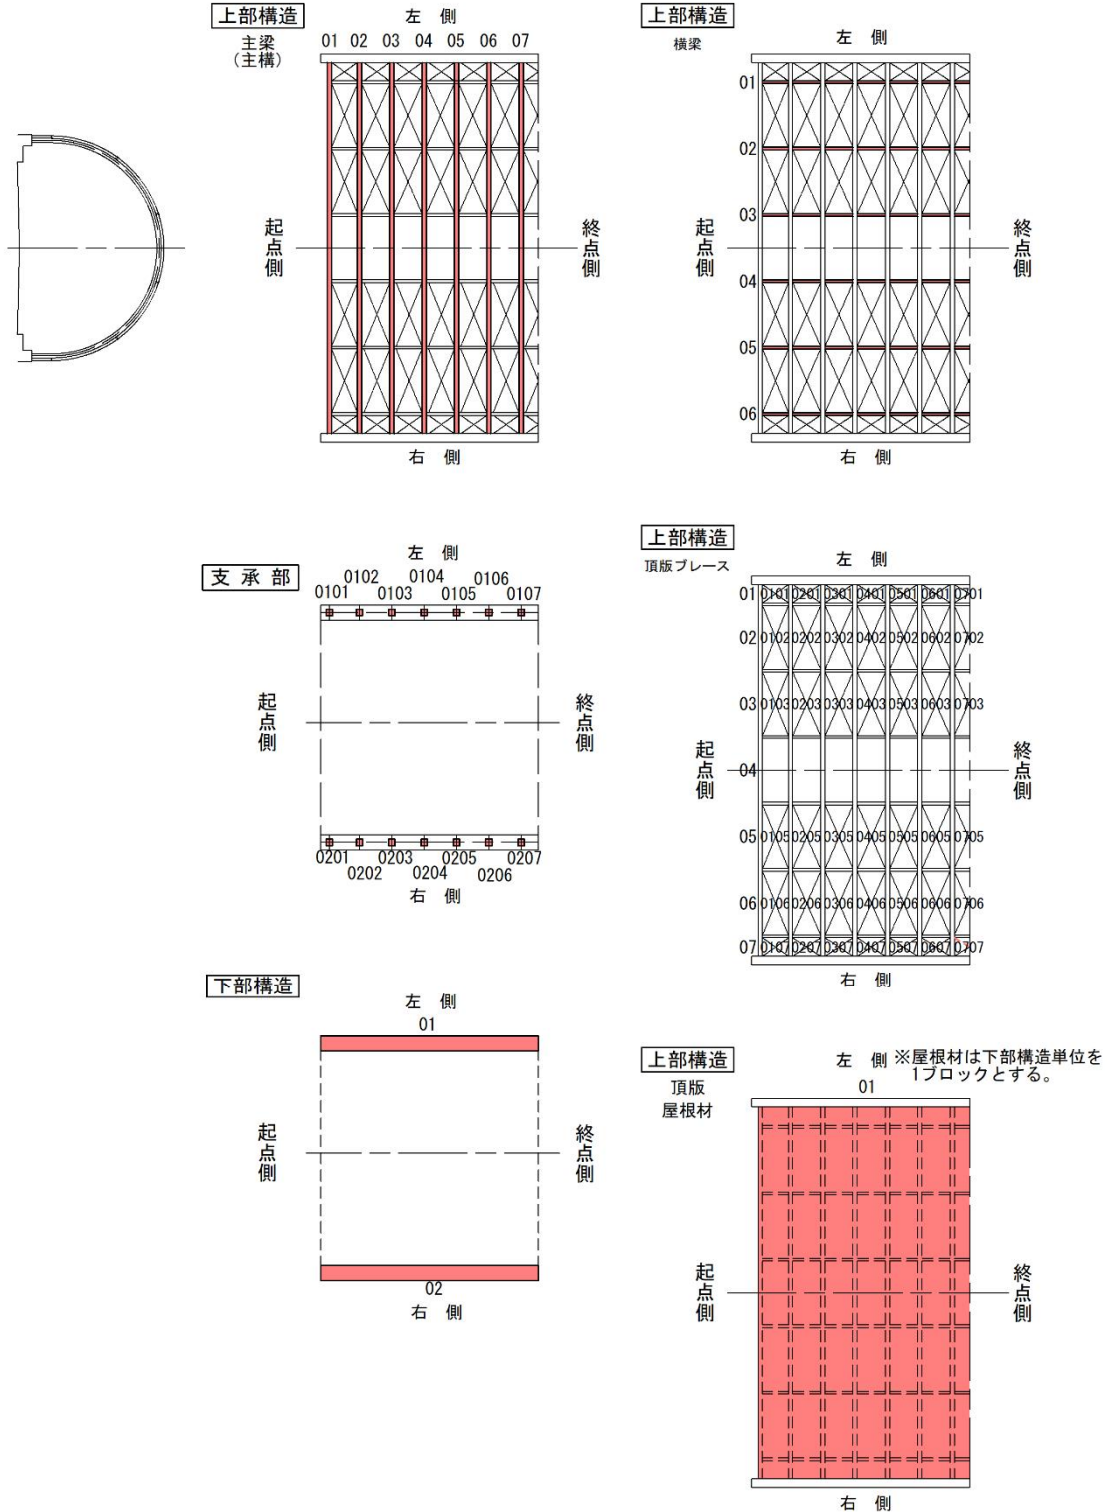 上部構造
主梁
(主構)
左 側
01 02 03 04 05 06 07
起点側
終点側
右 側
上部構造
横梁
左 側
01
02
03
04
05
06
起点側
終点側
右 側
支 承 部
左 側
0102 0104 0106
0101 0103 0105 0107
起点側
終点側
0201 0203 0205 0207
0202 0204 0206
右 側
上部構造
頂版ブレース
左 側
01 0101 0201 0301 0401 0501 0601 0701
02 0102 0202 0302 0402 0502 0602 0702
03 0103 0203 0303 0403 0503 0603 0703
起点側
04
終点側
05 0105 0205 0305 0405 0505 0605 0705
06 0106 0206 0306 0406 0506 0606 0706
07 0107 0207 0307 0407 0507 0607 0707
右 側
下部構造
左 側
01
起点側
終点側
02
右 側
上部構造
頂版
屋根材
左 側
※屋根材は下部構造単位を
1ブロックとする。
01
起点側
終点側
右 側